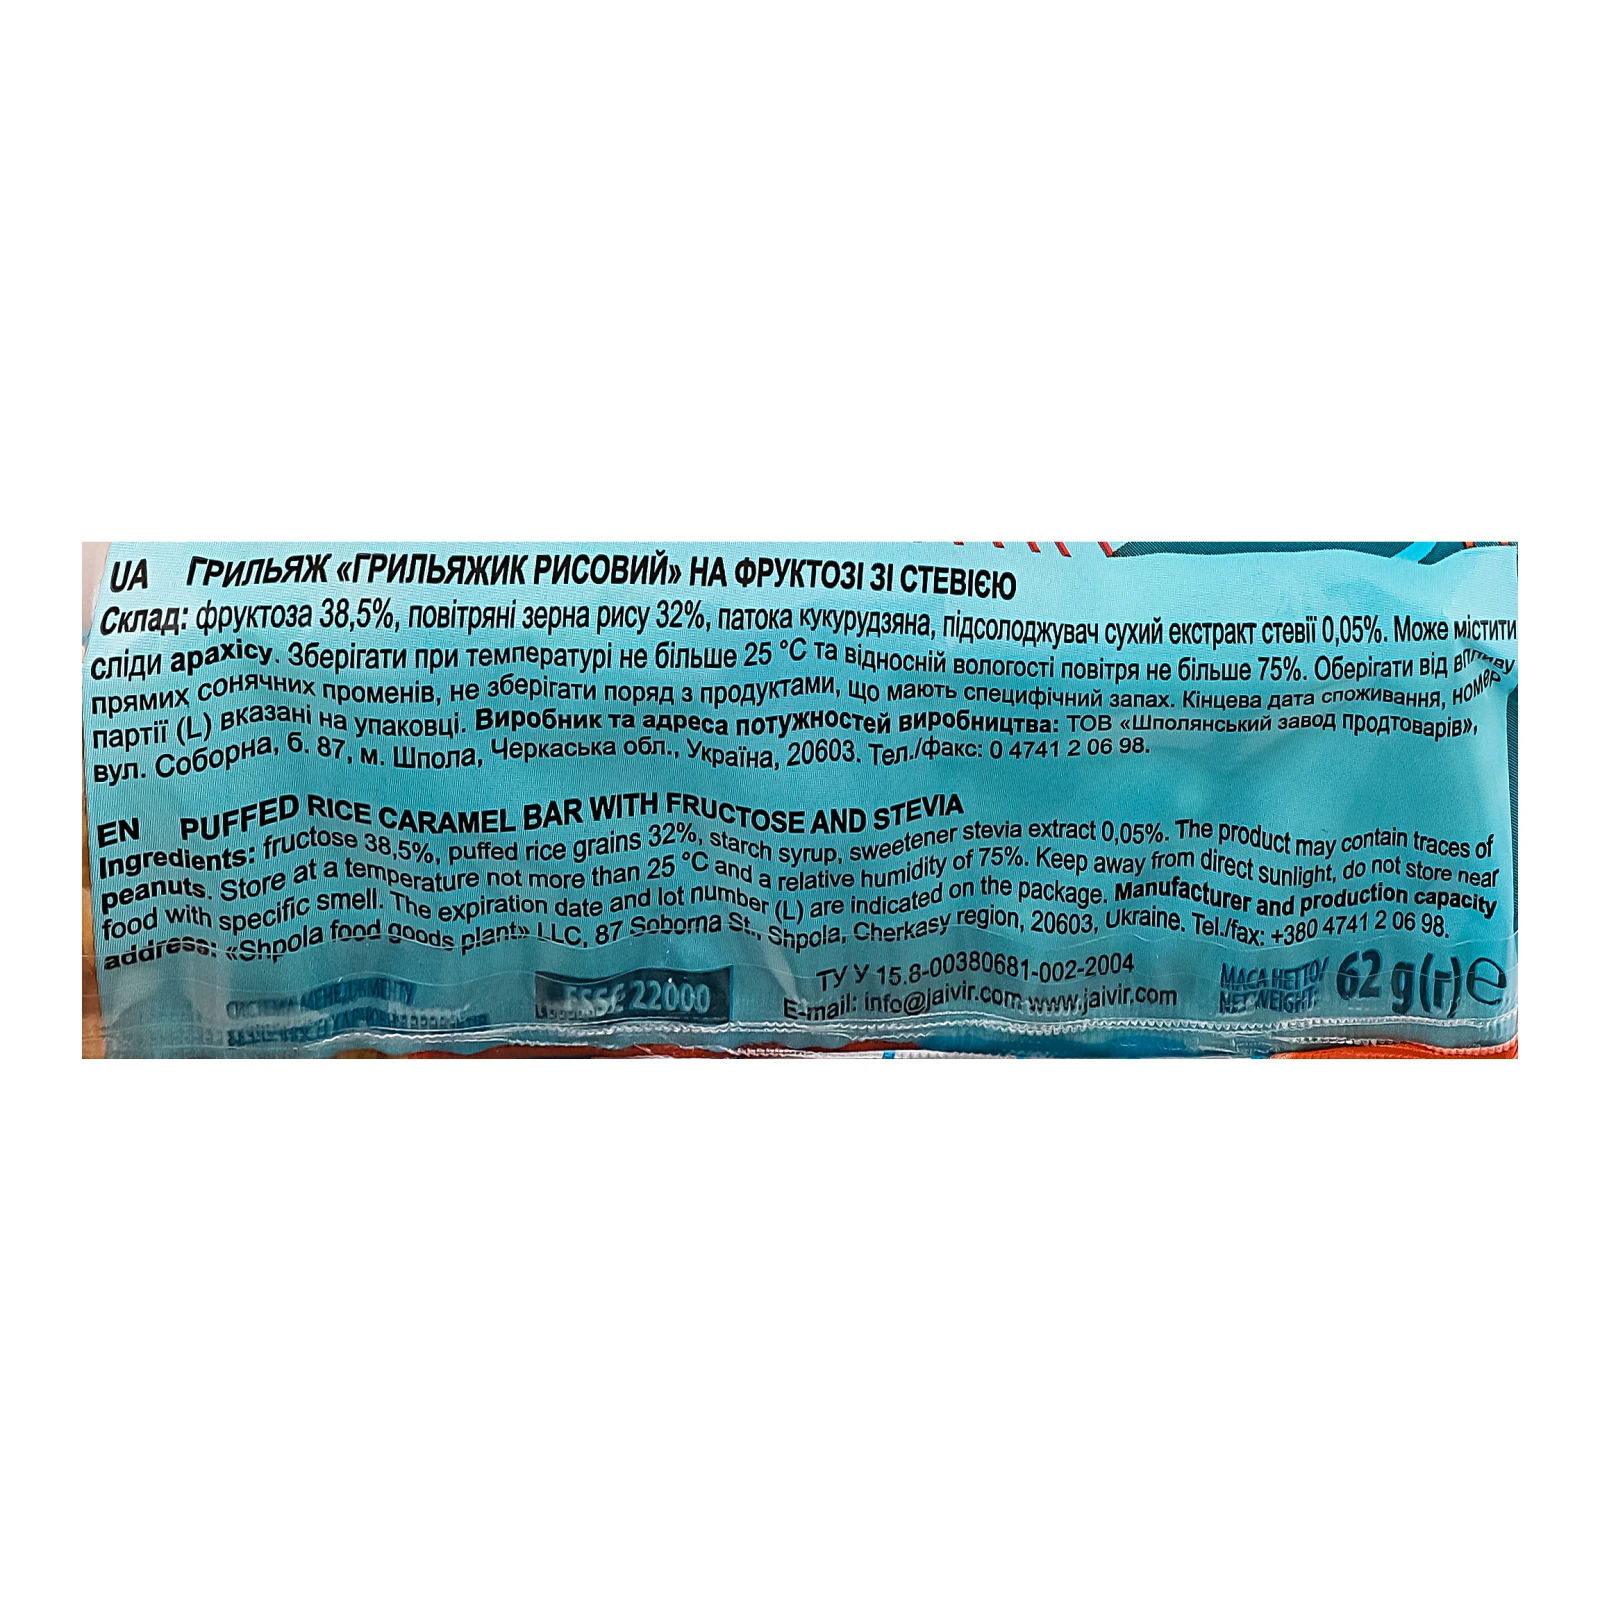 UA ГРИЛЬЯЖ «ГРИЛЬЯЖИК РИСОВИЙ» НА ФРУКТОЗІ ЗІ СТЕВІЄЮ
Склад: фруктоза 38,5%, повітряні зерна рису 32%, патока кукурудзяна, підсолоджувач сухий екстракт стевії 0,05%. Може містити
сліди арахісу. Зберігати при температурі не більше 25 °С та відносній вологості повітря не більше 75%. Оберігати від впливу
прямих сонячних променів, не зберігати поряд з продуктами, що мають специфічний запах. Кінцева дата споживання, номер
партії (L) вказані на упаковці. Виробник та адреса потужностей виробництва: ТОВ «Шполянський завод продтоварів»,
вул. Соборна, б. 87, м. Шпола, Черкаська обл., Україна, 20603. Тел./факс: 0 4741 2 06 98.
EN PUFFED RICE CARAMEL BAR WITH FRUCTOSE AND STEVIA
Ingredients: fructose 38,5%, puffed rice grains 32%, starch syrup, sweetener stevia extract 0,05%. The product may contain traces of
peanuts. Store at a temperature not more than 25 °C and a relative humidity of 75%. Keep away from direct sunlight, do not store near
food with specific smell. The expiration date and lot number (L) are indicated on the package. Manufacturer and production capacity
address: «Shpola food goods plant» LLC, 87 Soborna St., Shpola, Cherkasy region, 20603, Ukraine. Tel./fax: +380 4741 2 06 98.
СИСТЕМА МЕНЕДЖМЕНТУ
22000
ТУ У 15.8-00380681-002-2004
E-mail: info@jaivir.com www.jaivir.com
МАСА НЕТТО/
NET WEIGHT:
62 g(г) e